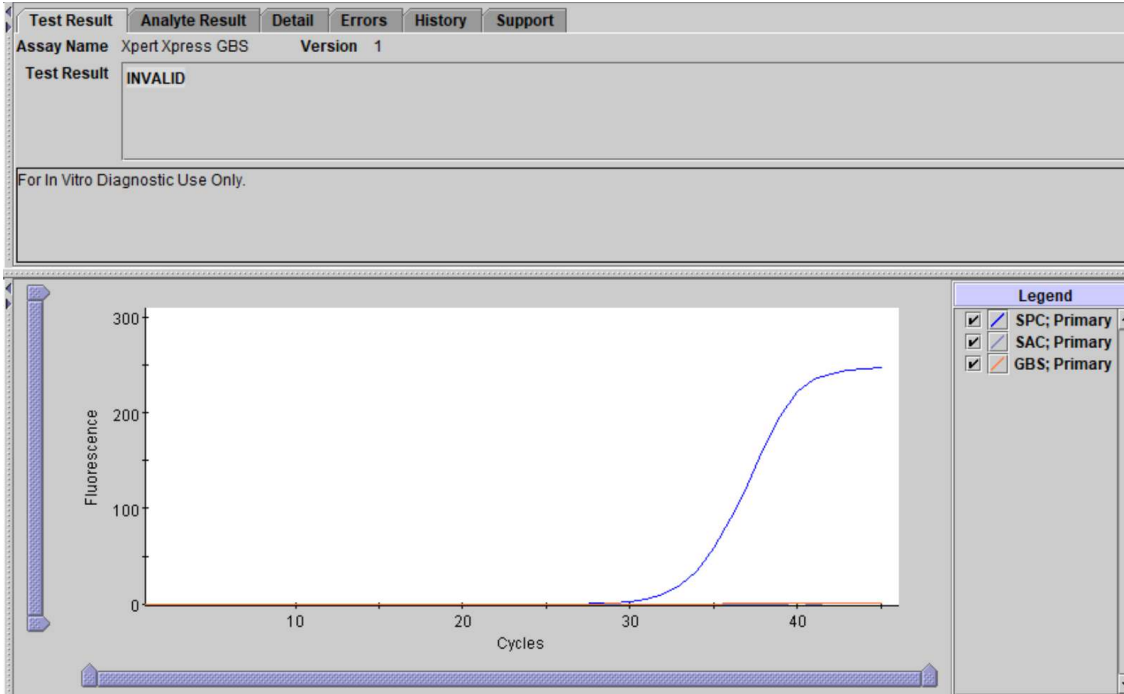 Test Result Analyte Result Detail Errors History Support
Assay Name Xpert Xpress GBS Version 1
Test Result INVALID
For In Vitro Diagnostic Use Only.
Legend
SPC; Primary
SAC; Primary
GBS; Primary
300
200
100
0
Fluorescence
10 20 30 40
Cycles